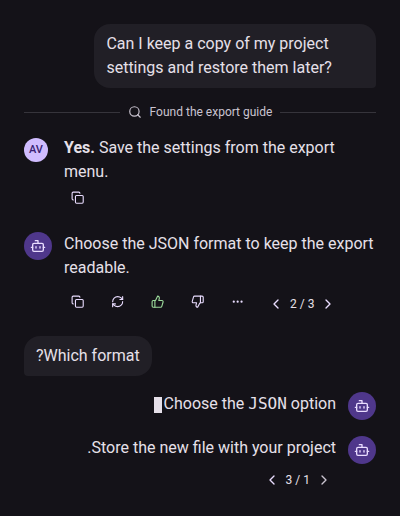 Can I keep a copy of my project
settings and restore them later?
Found the export guide
AV
Yes. Save the settings from the export
menu.
Choose the JSON format to keep the export
readable.
2 / 3
?Which format
Choose the JSON option
.Store the new file with your project
3 / 1